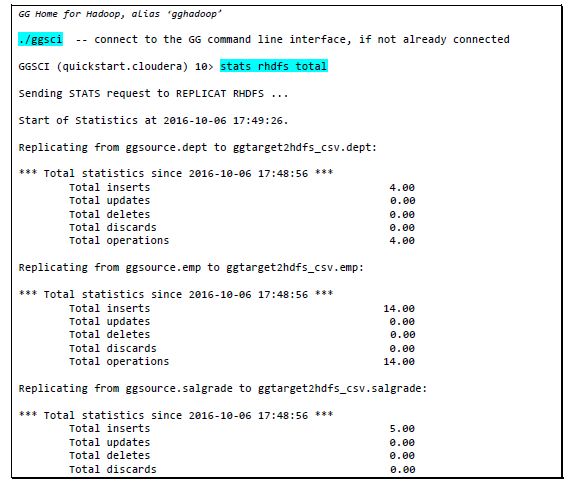 GG Home for Hadoop, alias ‘gghadoop’
./ggsci -- connect to the GG command line interface, if not already connected
GGSCI (quickstart.cloudera) 10> stats rhdfs total
Sending STATS request to REPLICAT RHDFS ...
Start of Statistics at 2016-10-06 17:49:26.
Replicating from ggsource.dept to ggtarget2hdfs_csv.dept:
*** Total statistics since 2016-10-06 17:48:56 ***
Total inserts 4.00
Total updates 0.00
Total deletes 0.00
Total discards 0.00
Total operations 4.00
Replicating from ggsource.emp to ggtarget2hdfs_csv.emp:
*** Total statistics since 2016-10-06 17:48:56 ***
Total inserts 14.00
Total updates 0.00
Total deletes 0.00
Total discards 0.00
Total operations 14.00
Replicating from ggsource.salgrade to ggtarget2hdfs_csv.salgrade:
*** Total statistics since 2016-10-06 17:48:56 ***
Total inserts 5.00
Total updates 0.00
Total deletes 0.00
Total discards 0.00